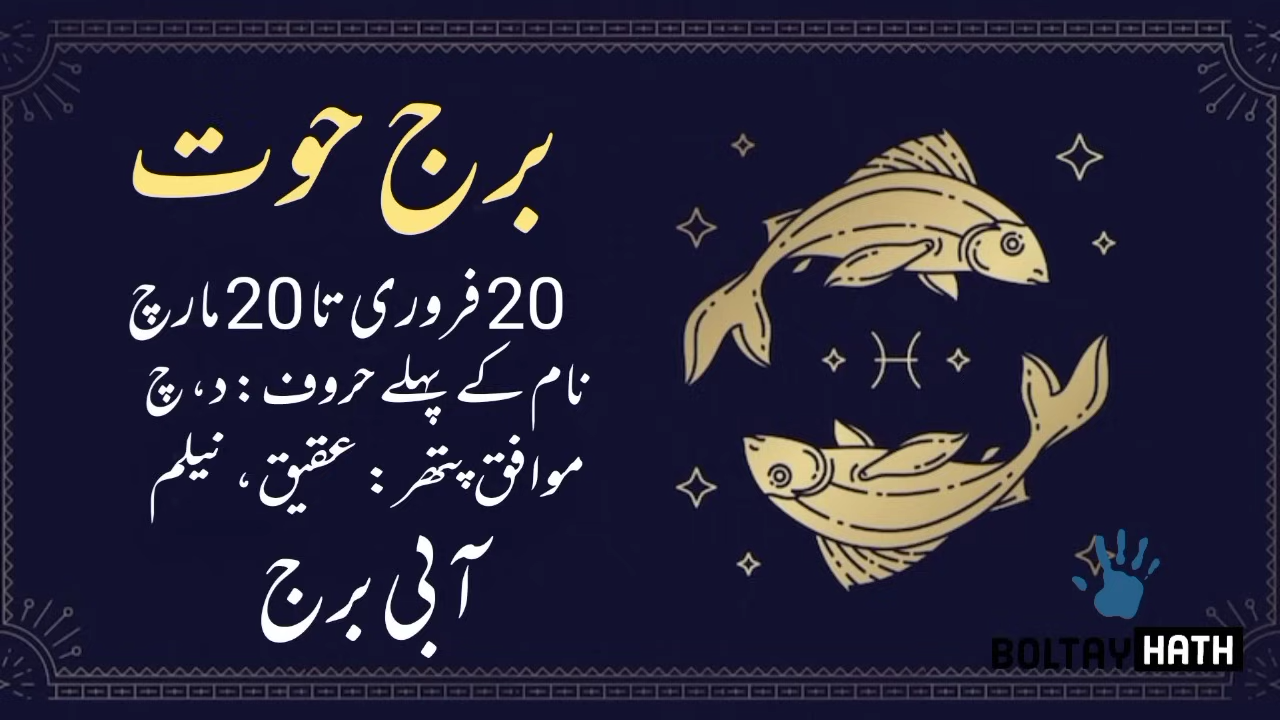 برج حوت
20 فروری تا 20 مارچ
نام کے پہلے حروف : د، چ
موافق پتھر : عقیق ، نیلم
آبی برج
BOLTAY HATH